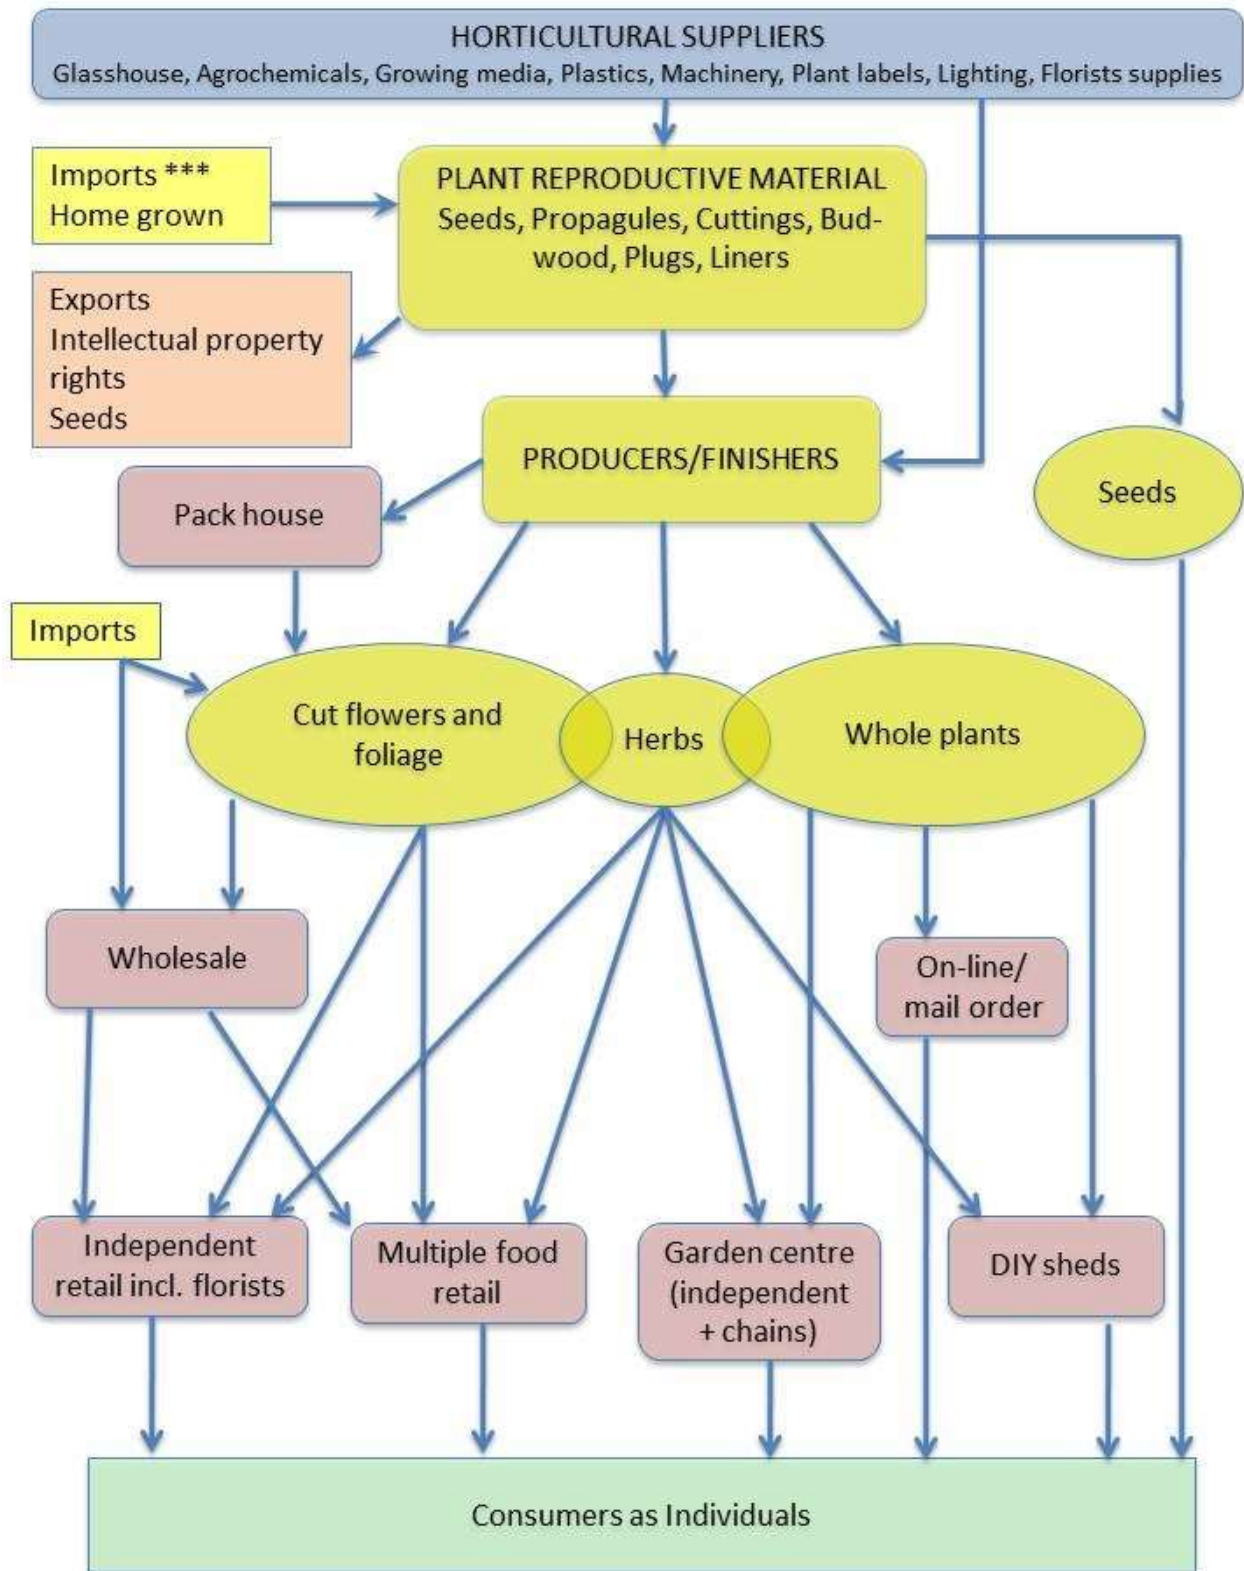 HORTICULTURAL SUPPLIERS
Glasshouse, Agrochemicals, Growing media, Plastics, Machinery, Plant labels, Lighting, Florists supplies
Imports ***
Home grown
PLANT REPRODUCTIVE MATERIAL
Seeds, Propagules, Cuttings, Bud-
wood, Plugs, Liners
Exports
Intellectual property
rights
Seeds
PRODUCERS/FINISHERS
Seeds
Pack house
Imports
Cut flowers and
foliage
Herbs
Whole plants
Wholesale
On-line/
mail order
Independent
retail incl. florists
Multiple food
retail
Garden centre
(independent
+ chains)
DIY sheds
Consumers as Individuals